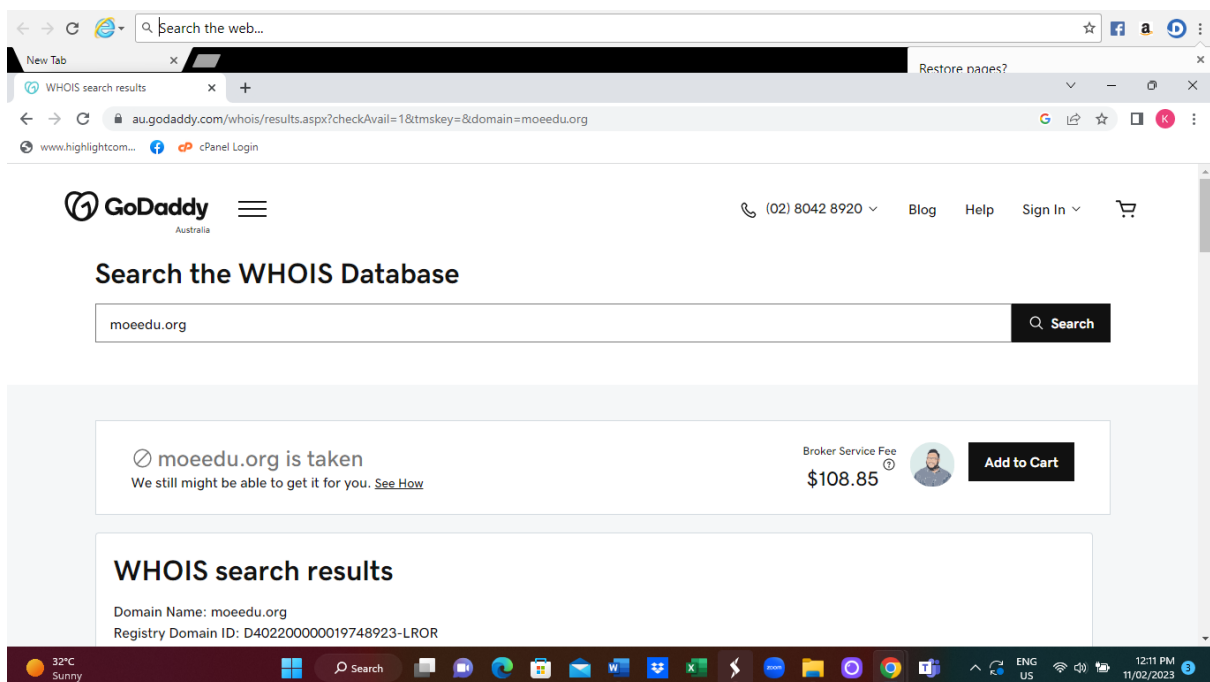 Search the web...
a
New Tab
Restore pages?
WHOIS search results
au.godaddy.com/whois/results.aspx?checkAvail=1&tmskey=&domain=moeedu.org
G
K
www.highlightcom...
cP cPanel Login
GoDaddy
Australia
(02) 8042 8920
Blog
Help
Sign In
Search the WHOIS Database
moeedu.org
Search
moeedu.org is taken
We still might be able to get it for you. See How
Broker Service Fee
$108.85
Add to Cart
WHOIS search results
Domain Name: moeedu.org
Registry Domain ID: D402200000019748923-LROR
32°C
Sunny
Search
zoom
ENG
US
12:11 PM
11/02/2023
3